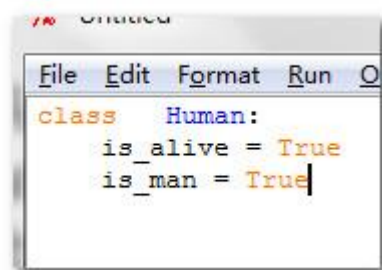 File Edit Format Run O
class Human:
    is_alive = True
    is_man = True